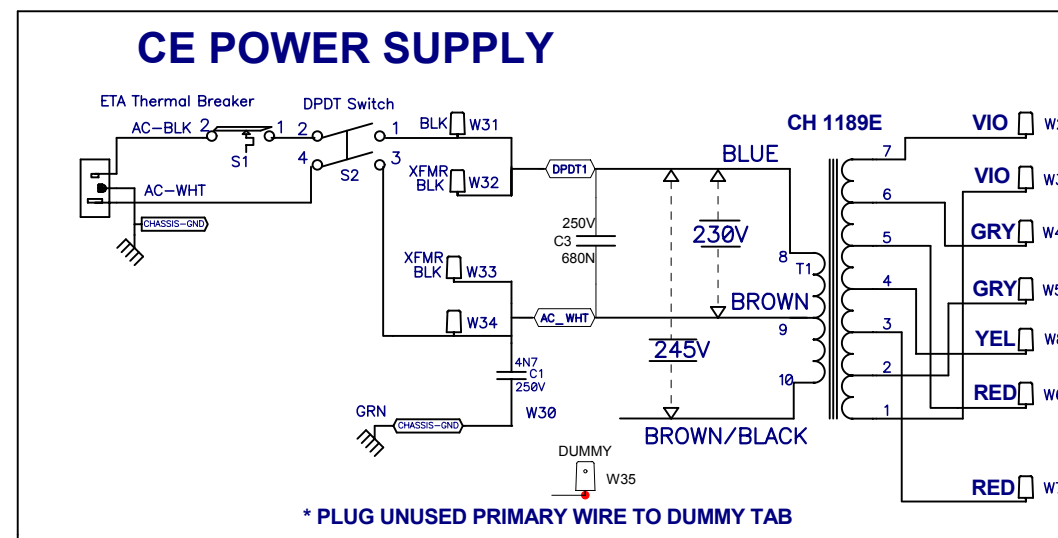 CE POWER SUPPLY
ETA Thermal Breaker
DPDT Switch
AC-BLK
2
1
S1
2
1
4
3
S2
AC-WHT
CHASSIS-GND
BLK
W31
XFMR
BLK
W32
DPDT1
XFMR
BLK
W33
W34
AC_WHT
250V
C3
680N
4N7
C1
250V
W30
GRN
CHASSIS-GND
BLUE
230V
BROWN
245V
BROWN/BLACK
8
T1
9
10
CH 1189E
7
6
5
4
3
2
1
VIO
VIO
GRY
GRY
YEL
W8
RED
RED
DUMMY
W35
* PLUG UNUSED PRIMARY WIRE TO DUMMY TAB